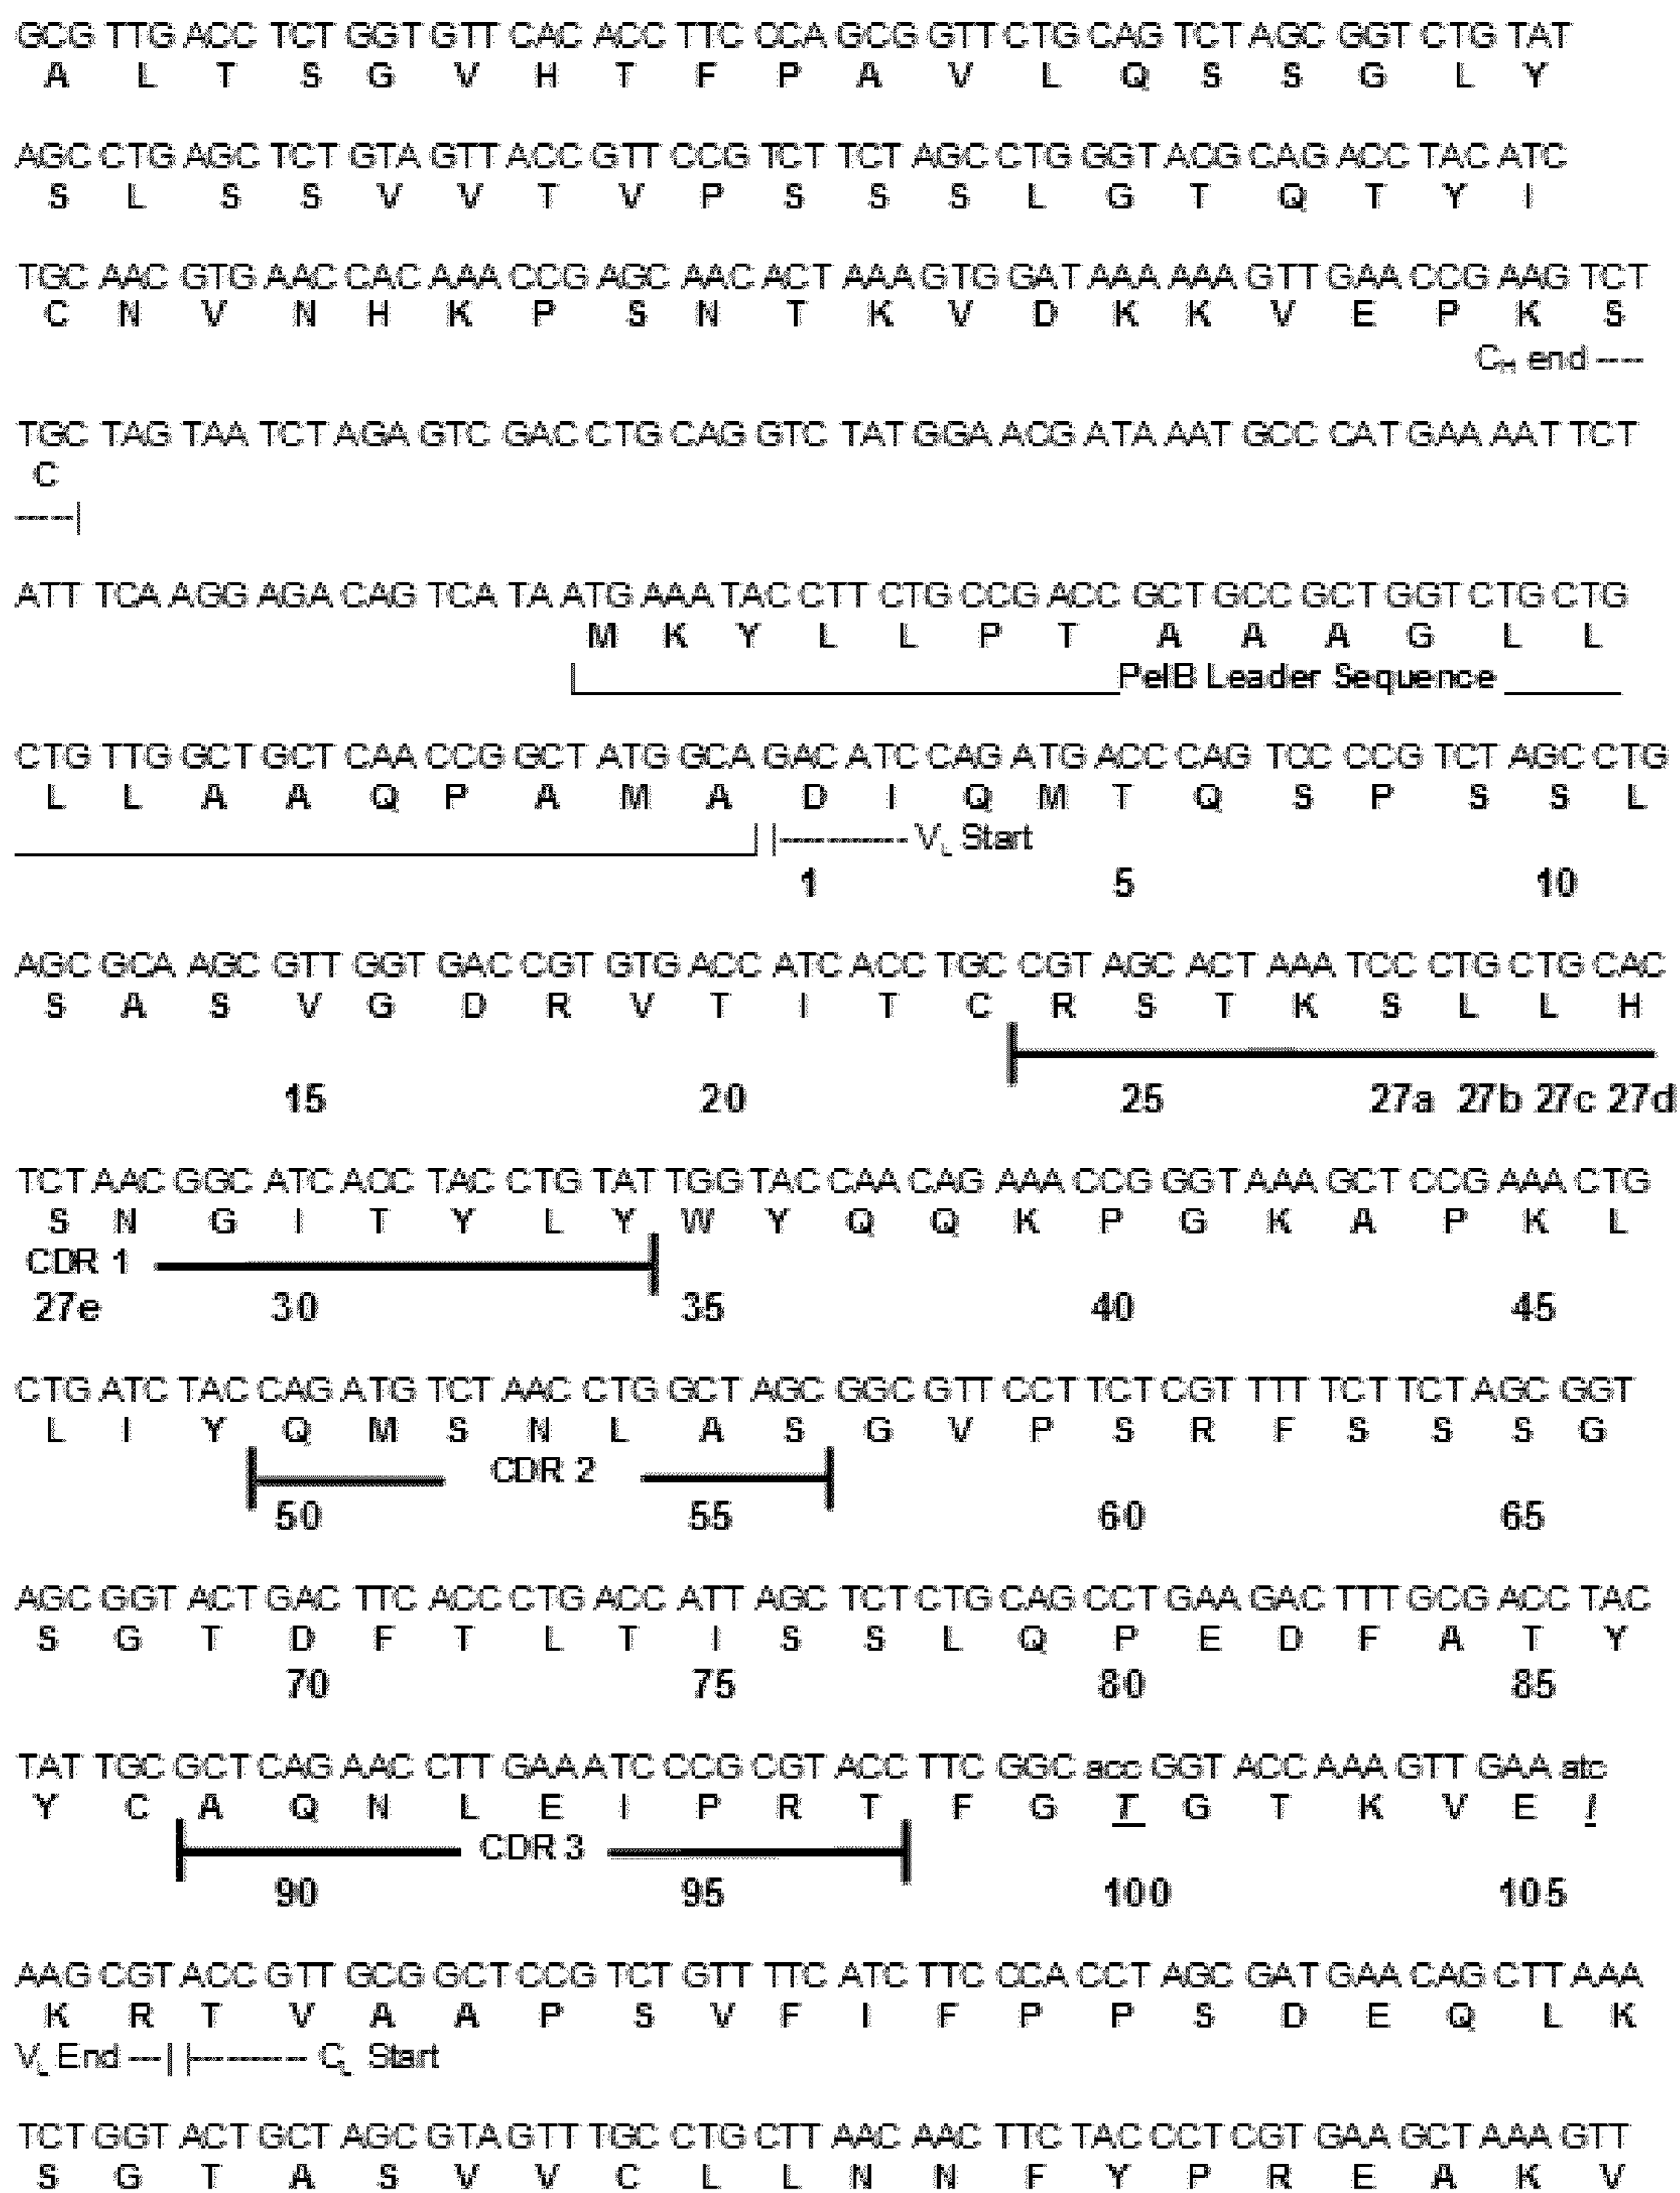 GCG TTG ACC TCT GGT GTT CAC ACC TTC CCA GCG GTT CTG CAG TCT AGC GGT CTG TAT
A L T S G V H T F P A V L Q S S G L Y
AGC CTG AGC TCT GTA GTT ACC GTT CCG TCT TCT AGC CTG GGT ACG CAG ACC TAC ATC
S L S S V V T V P S S S L G T Q T Y I
TGC AAC GTG AAC CAC AAA CCG AGC AAC ACT AAA GTG GAT AAA AAA GTT GAA CCG AAG TCT
C N V N H K P S N T K V D K K V E P K S
CH end ----
TGC TAG TAA TCT AGA GTC GAC CTG CAG GTC TAT GGA ACG ATA AAT GCC CAT GAA AAT TCT
C
----|
ATT TCA AGG AGA CAG TCA TA ATG AAA TAC CTT CTG CCG ACC GCT GCC GCT GGT CTG CTG
M K Y L L P T A A A G L L
PelB Leader Sequence
CTG TTG GCT GCT CAA CCG GCT ATG GCA GAC ATC CAG ATG ACC CAG TCC CCG TCT AGC CTG
L L A A Q P A M A D I Q M T Q S P S S L
||---------- VL Start
1 5 10
AGC GCA AGC GTT GGT GAC CGT GTG ACC ATC ACC TGC CGT AGC ACT AAA TCC CTG CTG CAC
S A S V G D R V T I T C R S T K S L L H
15 20 25 27a 27b 27c 27d
TCT AAC GGC ATC ACC TAC CTG TAT TGG TAC CAA CAG AAA CCG GGT AAA GCT CCG AAA CTG
S N G I T Y L Y W Y Q Q K P G K A P K L
CDR 1
27e 30 35 40 45
CTG ATC TAC CAG ATG TCT AAC CTG GCT AGC GGC GTT CCT TCT CGT TTT TCT TCT AGC GGT
L I Y Q M S N L A S G V P S R F S S S G
CDR 2
50 55 60 65
AGC GGT ACT GAC TTC ACC CTG ACC ATT AGC TCT CTG CAG CCT GAA GAC TTT GCG ACC TAC
S G T D F T L T I S S L Q P E D F A T Y
70 75 80 85
TAT TGC GCT CAG AAC CTT GAA ATC CCG CGT ACC TTC GGC acc GGT ACC AAA GTT GAA atc
Y C A Q N L E I P R T F G T G T K V E I
CDR 3
90 95 100 105
AAG CGT ACC GTT GCG GCT CCG TCT GTT TTC ATC TTC CCA CCT AGC GAT GAA CAG CTT AAA
K R T V A A P S V F I F P P S D E Q L K
VL End ---||--------- CL Start
TCT GGT ACT GCT AGC GTA GTT TGC CTG CTT AAC AAC TTC TAC CCT CGT GAA GCT AAA GTT
S G T A S V V C L L N N F Y P R E A K V